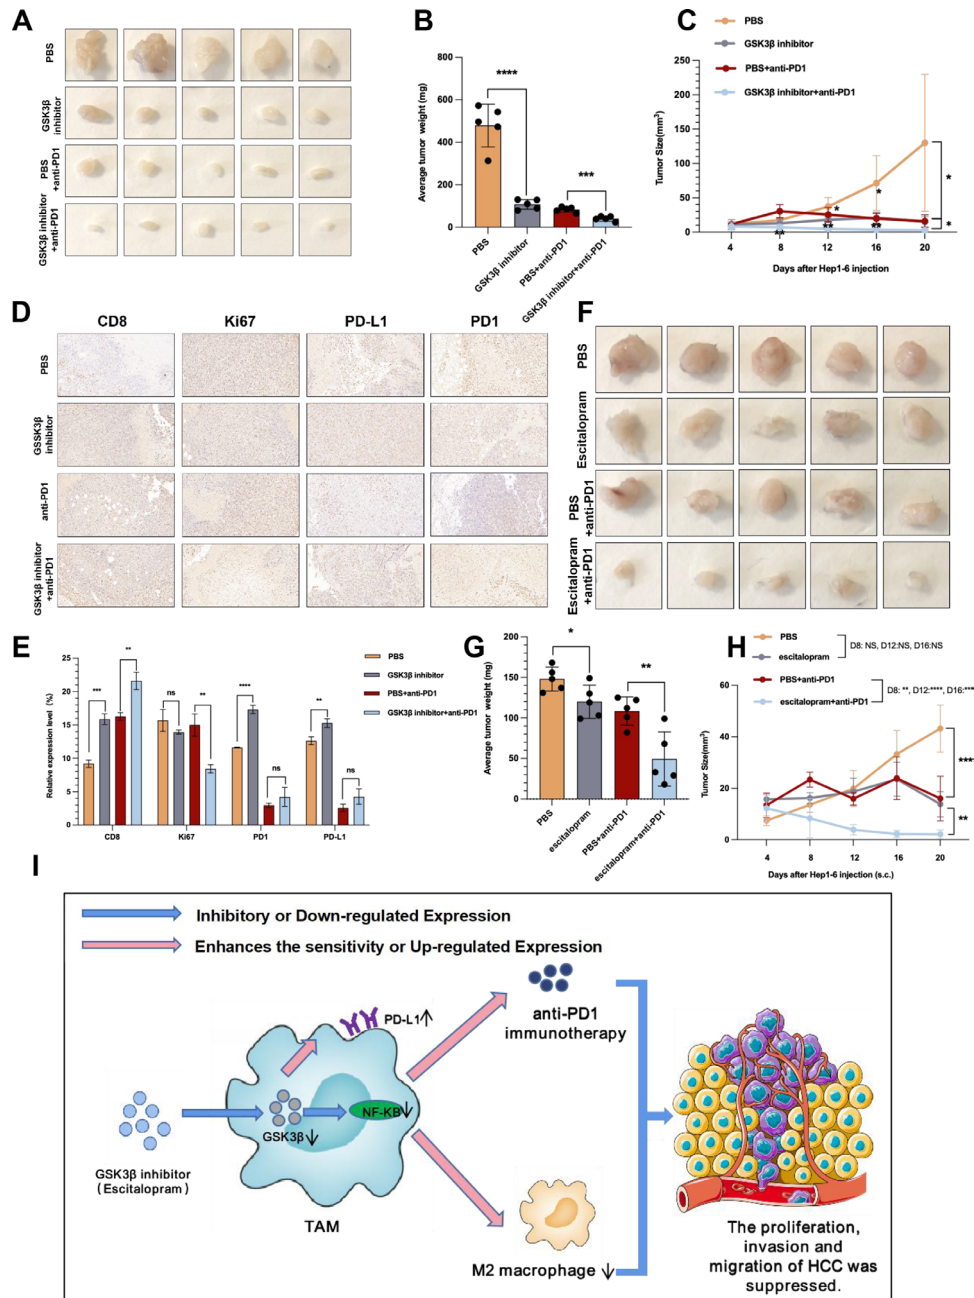 A
PBS
GSK3β
inhibitor
PBS
+anti-PD1
GSK3β inhibitor
+anti-PD1
B
Average tumor weight (mg)
800
600
400
200
0
****
***
PBS
GSK3β inhibitor
PBS+anti-PD1
GSK3β inhibitor+anti-PD1
C
PBS
GSK3β inhibitor
PBS+anti-PD1
GSK3β inhibitor+anti-PD1
Tumor Size(mm³)
250
200
150
100
50
0
*
*
**
**
**
*
*
4
8
12
16
20
Days after Hep1-6 injection
D
CD8
Ki67
PD-L1
PD1
PBS
GSSK3β
inhibitor
anti-PD1
GSK3β inhibitor
+anti-PD1
E
Relative expression level (%)
25
20
15
10
5
0
PBS
GSK3β inhibitor
PBS+anti-PD1
GSK3β inhibitor+anti-PD1
***
**
ns
**
****
ns
**
ns
CD8
Ki67
PD1
PD-L1
F
PBS
Escitalopram
PBS
+anti-PD1
Escitalopram
+anti-PD1
G
Average tumor weight (mg)
200
150
100
50
0
*
**
PBS
escitalopram
PBS+anti-PD1
escitalopram+anti-PD1
H
PBS
escitalopram
D8: NS, D12:NS, D16:NS
PBS+anti-PD1
escitalopram+anti-PD1
D8: **, D12:****, D16:***
Tumor Size(mm³)
60
40
20
0
**
4
8
12
16
20
Days after Hep1-6 injection (s.c.)
I
Inhibitory or Down-regulated Expression
Enhances the sensitivity or Up-regulated Expression
PD-L1↑
NF-KB↓
GSK3β↓
GSK3β inhibitor
(Escitalopram)
TAM
anti-PD1
immunotherapy
M2 macrophage ↓
The proliferation,
invasion and
migration of HCC was
suppressed.